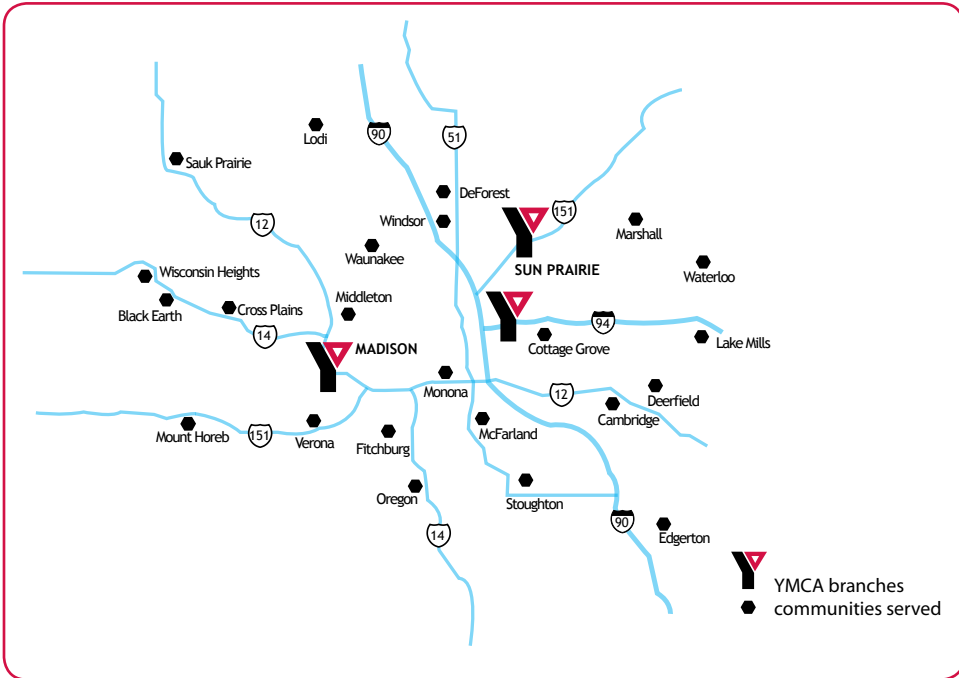 90
51
Lodi
Sauk Prairie
DeForest
151
12
Windsor
Marshall
Waunakee
SUN PRAIRIE
Waterloo
Wisconsin Heights
Middleton
Black Earth
Cross Plains
94
14
Cottage Grove
Lake Mills
MADISON
Monona
12
Deerfield
Cambridge
Mount Horeb
151
Verona
Fitchburg
McFarland
Oregon
Stoughton
90
14
Edgerton
YMCA branches
communities served